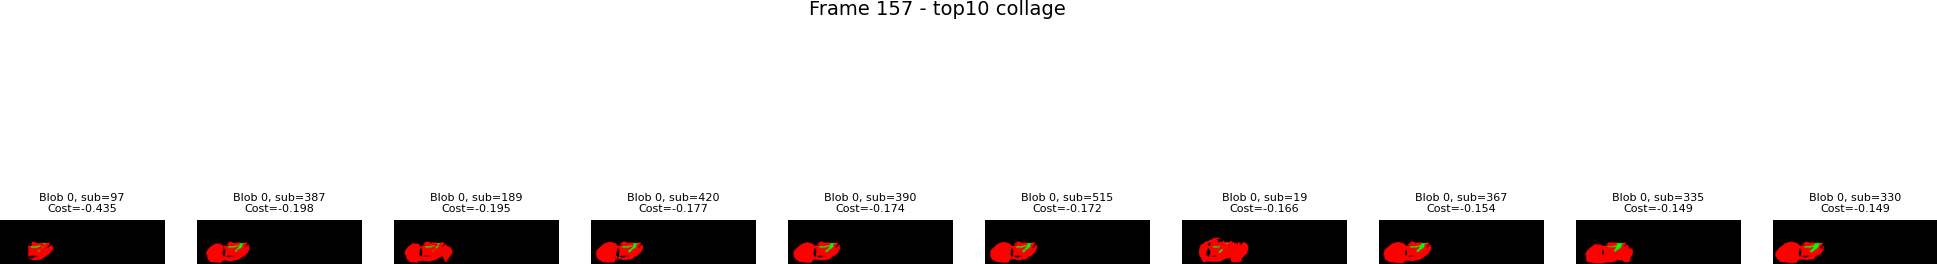 Frame 157 - top10 collage
Blob 0, sub=97
Cost=-0.435
Blob 0, sub=387
Cost=-0.198
Blob 0, sub=189
Cost=-0.195
Blob 0, sub=420
Cost=-0.177
Blob 0, sub=390
Cost=-0.174
Blob 0, sub=515
Cost=-0.172
Blob 0, sub=19
Cost=-0.166
Blob 0, sub=367
Cost=-0.154
Blob 0, sub=335
Cost=-0.149
Blob 0, sub=330
Cost=-0.149